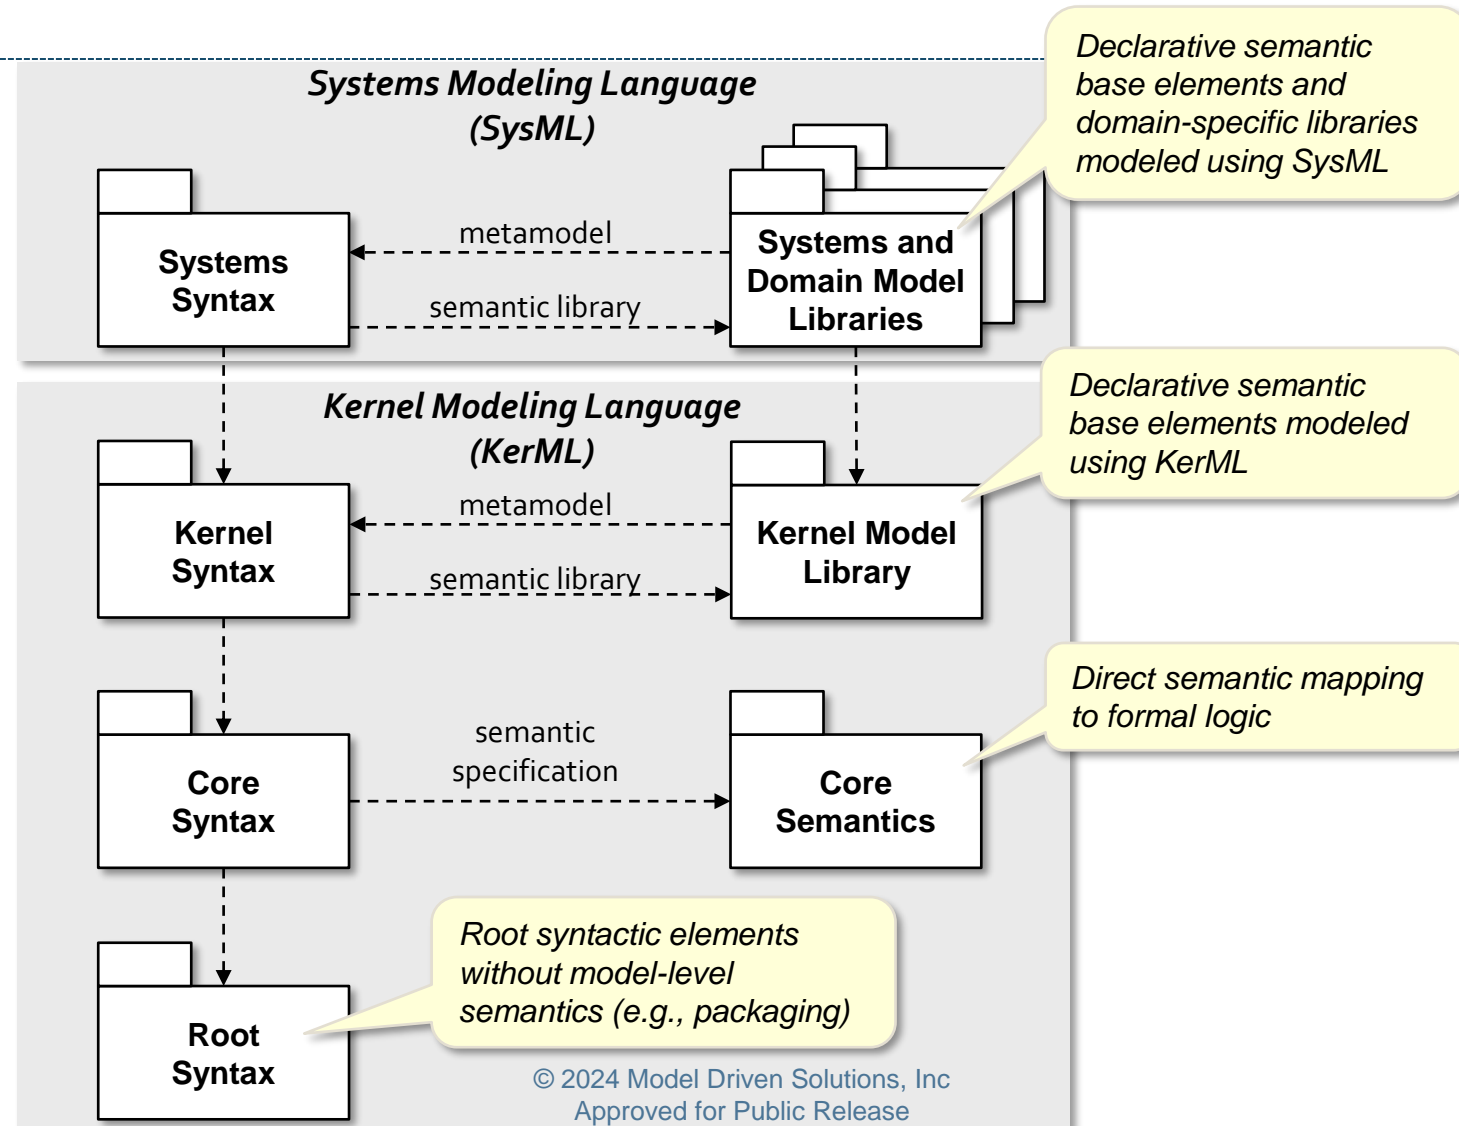 Systems Modeling Language
(SysML)
Declarative semantic
base elements and
domain-specific libraries
modeled using SysML
Systems
Syntax
metamodel
semantic library
Systems and
Domain Model
Libraries
Kernel Modeling Language
(KerML)
Declarative semantic
base elements modeled
using KerML
Kernel
Syntax
metamodel
semantic library
Kernel Model
Library
Direct semantic mapping
to formal logic
Core
Syntax
semantic
specification
Core
Semantics
Root syntactic elements
without model-level
semantics (e.g., packaging)
Root
Syntax
© 2024 Model Driven Solutions, Inc
Approved for Public Release